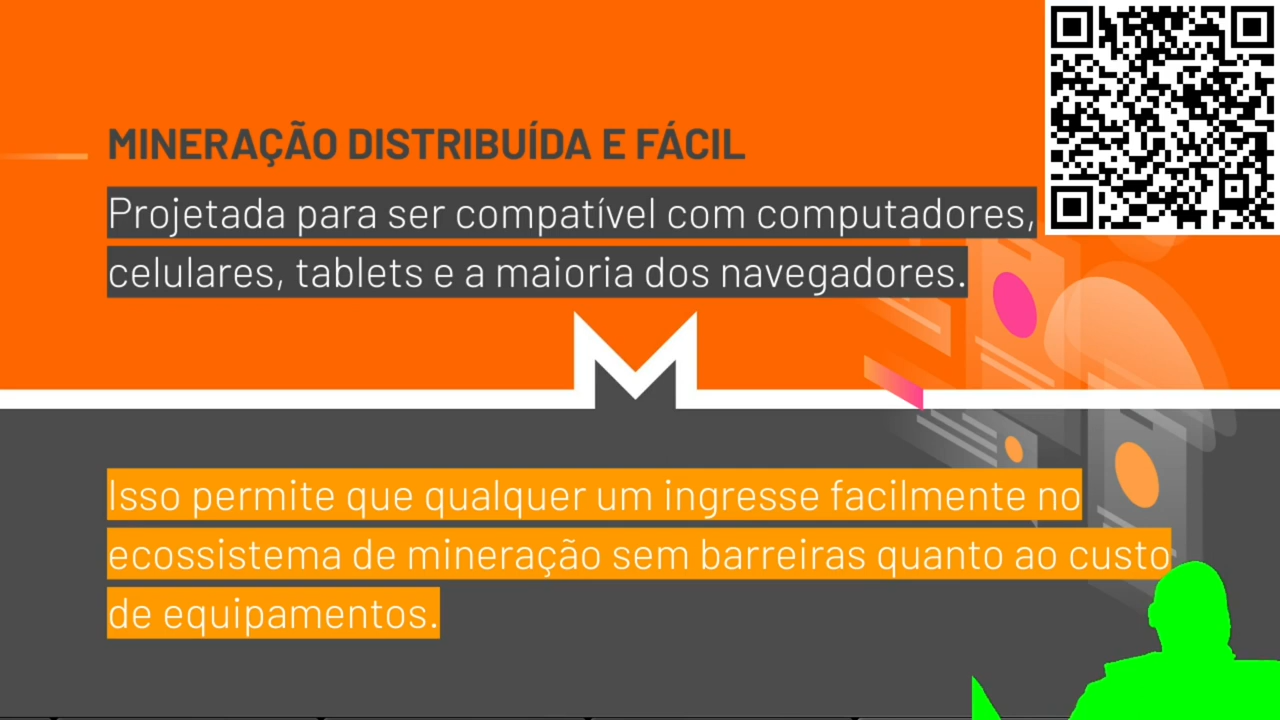 MINERAÇÃO DISTRIBUÍDA E FÁCIL
Projetada para ser compatível com computadores,
celulares, tablets e a maioria dos navegadores.
Isso permite que qualquer um ingresse facilmente no
ecossistema de mineração sem barreiras quanto ao custo
de equipamentos.